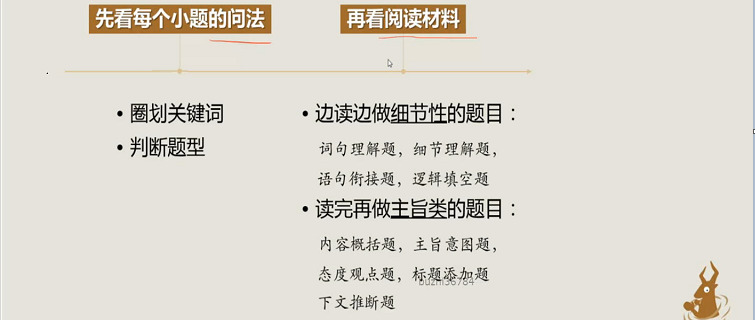 先看每个小题的问法
再看阅读材料
• 圈划关键词
• 判断题型
• 边读边做细节性的题目：
词句理解题，细节理解题，
语句衔接题，逻辑填空题
• 读完再做主旨类的题目：
内容概括题，主旨意图题，
态度观点题，标题添加题
下文推断题